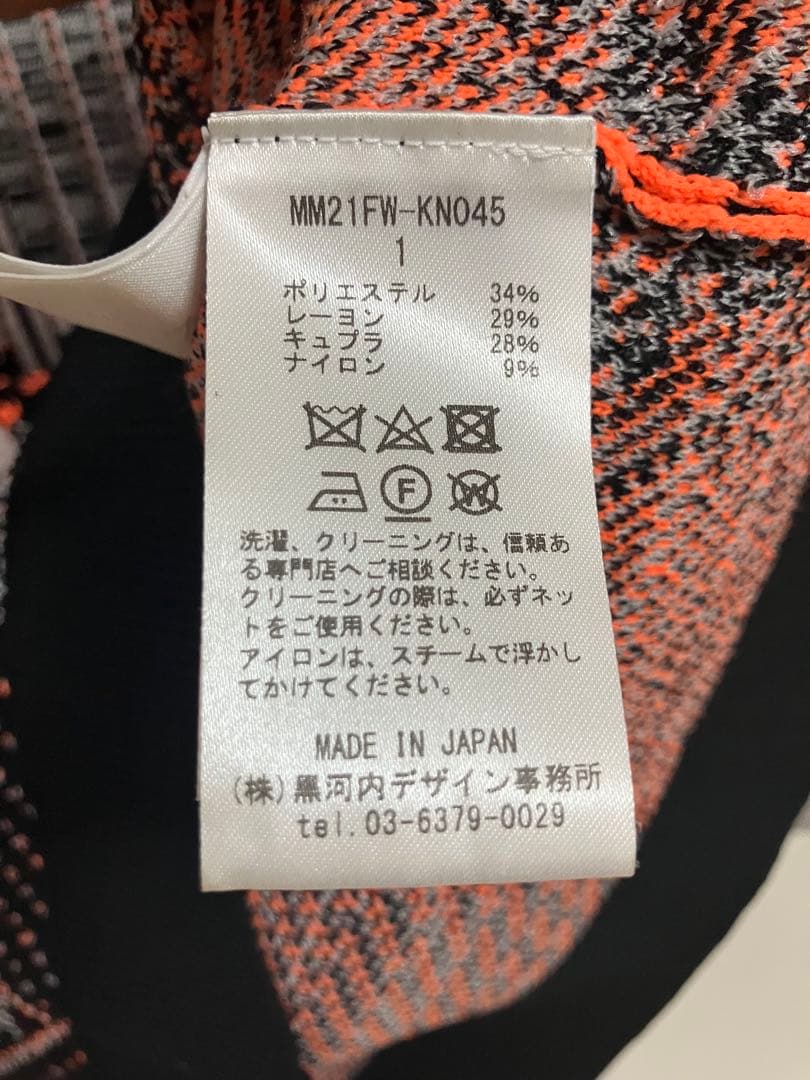 MM21FW-KN045
1
ポリエステル 34%
レーヨン 29%
キュプラ 28%
ナイロン 9%
F W
洗濯、クリーニングは、信頼あ
る専門店へご相談ください。
クリーニングの際は、必ずネッ
トをご使用ください。
アイロンは、スチームで浮かし
てかけてください。
MADE IN JAPAN
(株)黒河内デザイン事務所
tel.03-6379-0029